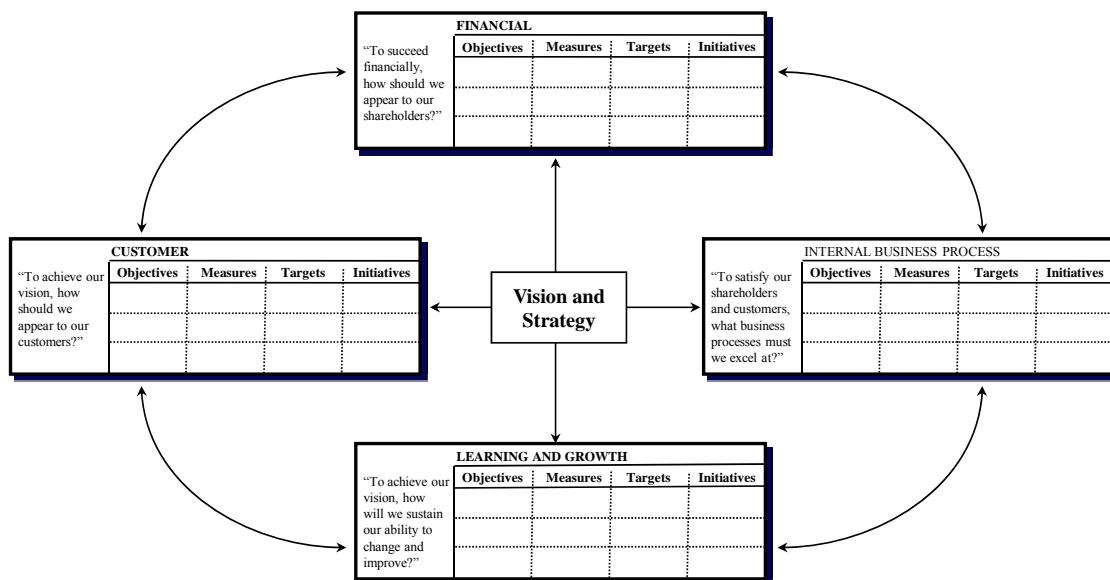 FINANCIAL
“To succeed
financially,
how should we
appear to our
shareholders?”
Objectives Measures Targets Initiatives
CUSTOMER
“To achieve our
vision, how
should we
appear to our
customers?”
Objectives Measures Targets Initiatives
Vision and
Strategy
INTERNAL BUSINESS PROCESS
“To satisfy our
shareholders
and customers,
what business
processes must
we excel at?”
Objectives Measures Targets Initiatives
LEARNING AND GROWTH
“To achieve our
vision, how
will we sustain
our ability to
change and
improve?”
Objectives Measures Targets Initiatives